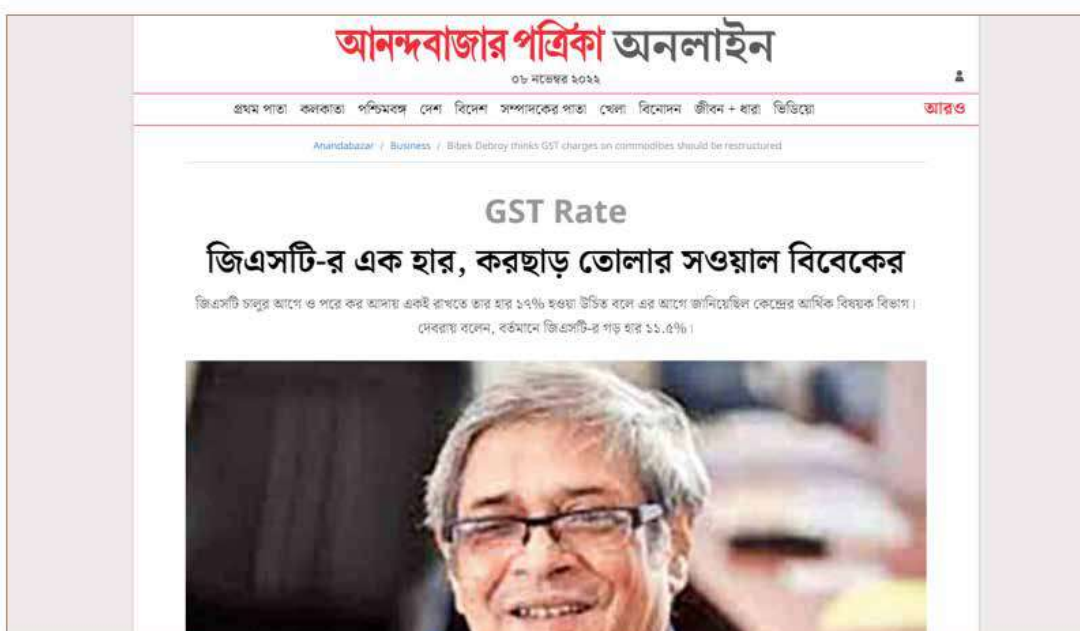 আনন্দবাজার পত্রিকা অনলাইন
০৮ নভেম্বর ২০২২
প্রথম পাতা কলকাতা পশ্চিমবঙ্গ দেশ বিদেশ সম্পাদকের পাতা খেলা বিনোদন জীবন + ধারা ভিডিয়ো আরও
Anandabazar / Business / Bibek Debroy thinks GST charges on commodities should be restructured
GST Rate
জিএসটি-র এক হার, করছাড় তোলার সওয়াল বিবেকের
জিএসটি চালুর আগে ও পরে কর আদায় একই রাখতে তার হার ১৭% হওয়া উচিত বলে এর আগে জানিয়েছিল কেন্দ্রের আর্থিক বিষয়ক বিভাগ।
দেবরায় বলেন, বর্তমানে জিএসটি-র গড় হার ১১.৫%।